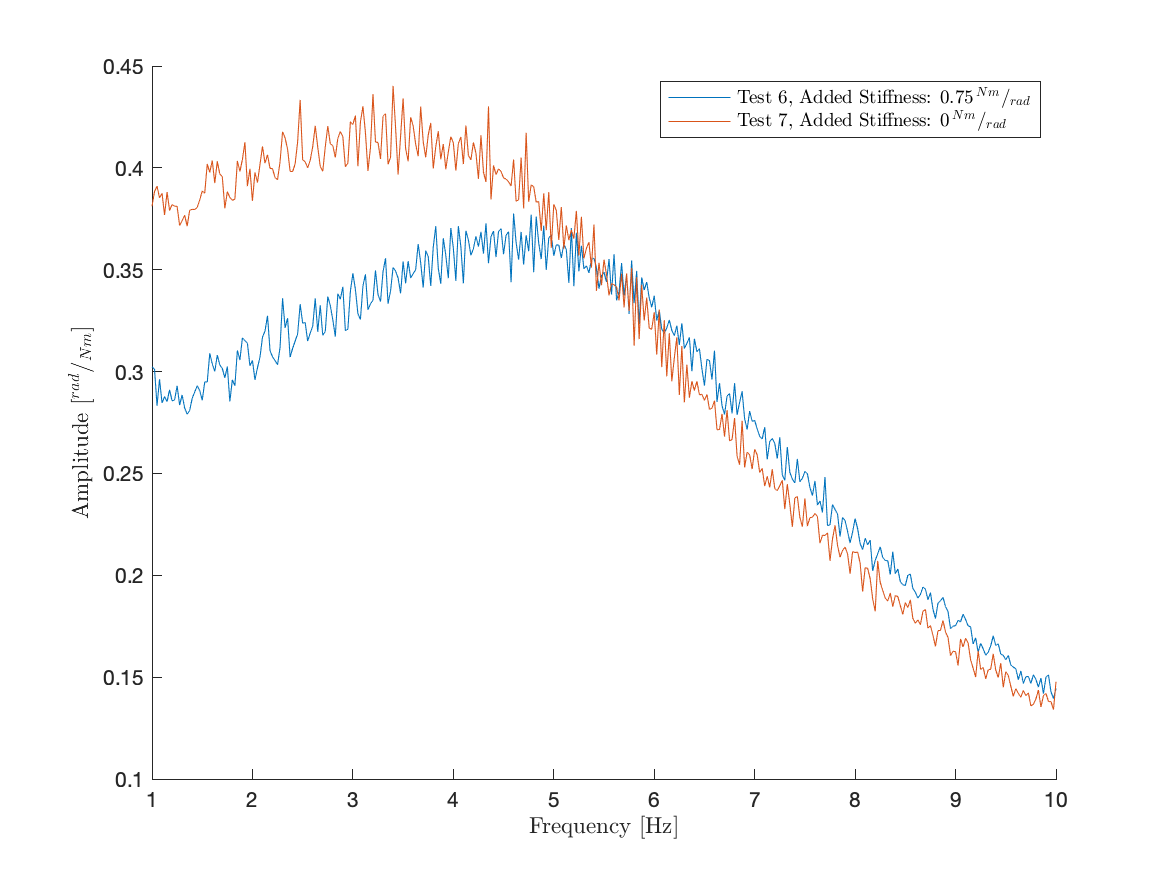 0.45
0.4
0.35
0.3
0.25
0.2
0.15
0.1
Amplitude [rad/Nm]
Test 6, Added Stiffness: 0.75 Nm/rad
Test 7, Added Stiffness: 0 Nm/rad
1 2 3 4 5 6 7 8 9 10
Frequency [Hz]